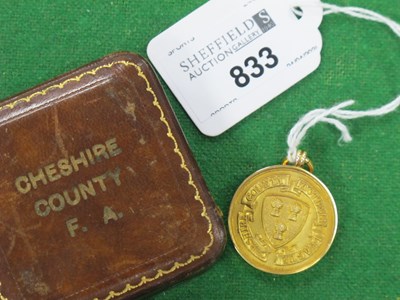 SHEFFIELD S
AUCTION GALLERY
833
CHESHIRE
COUNTY
F. A.